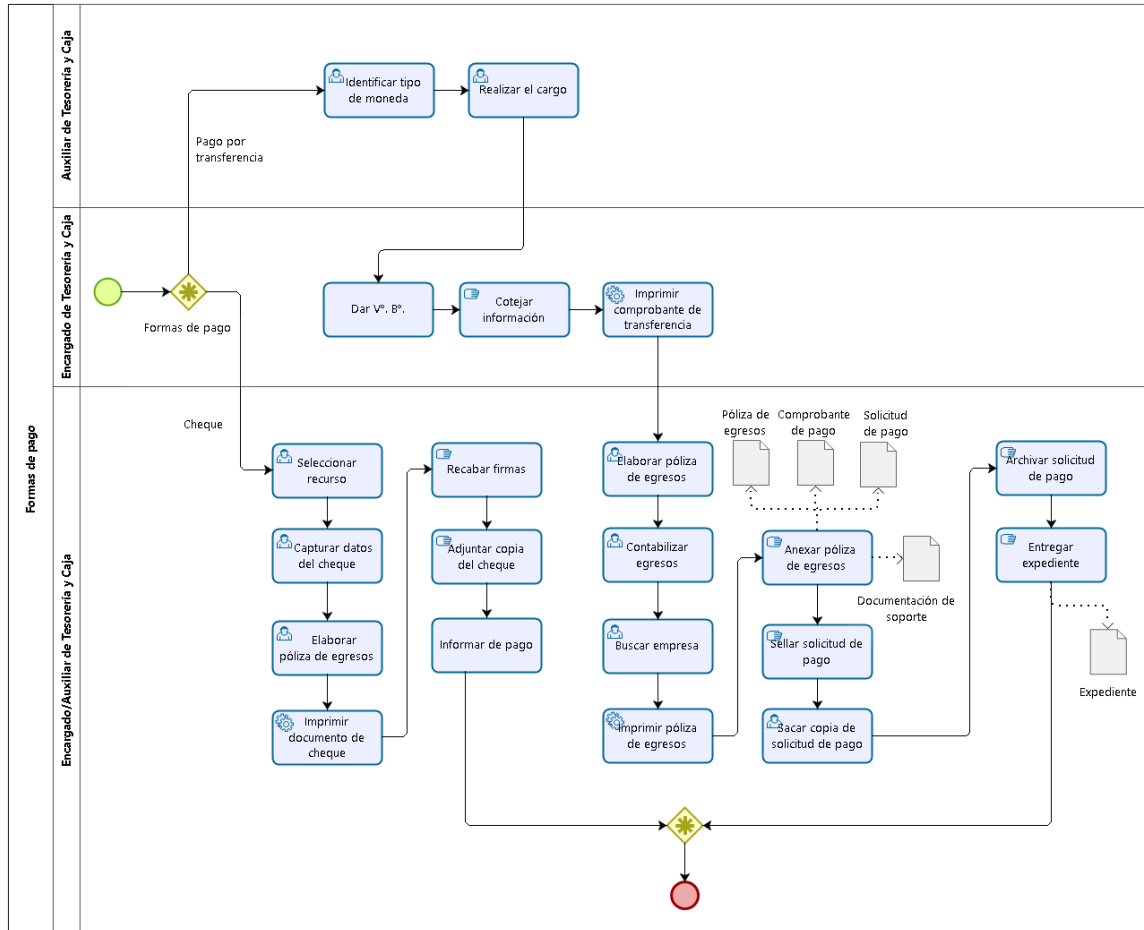 Formas de pago
Auxiliar de Tesorería y Caja
Identificar tipo
de moneda
Realizar el cargo
Pago por
transferencia
Encargado de Tesorería y Caja
Formas de pago
Dar V°. B°.
Cotejar
información
Imprimir
comprobante de
transferencia
Encargado/Auxiliar de Tesorería y Caja
Cheque
Seleccionar
recurso
Capturar datos
del cheque
Elaborar
póliza de egresos
Imprimir
documento de
cheque
Recabar firmas
Adjuntar copia
del cheque
Informar de pago
Elaborar póliza
de egresos
Contabilizar
egresos
Buscar empresa
Imprimir póliza
de egresos
Póliza de
egresos
Comprobante
de pago
Solicitud
de pago
Anexar póliza
de egresos
Documentación de
soporte
Sellar solicitud de
pago
Sacar copia de
solicitud de pago
Archivar solicitud
de pago
Entregar
expediente
Expediente